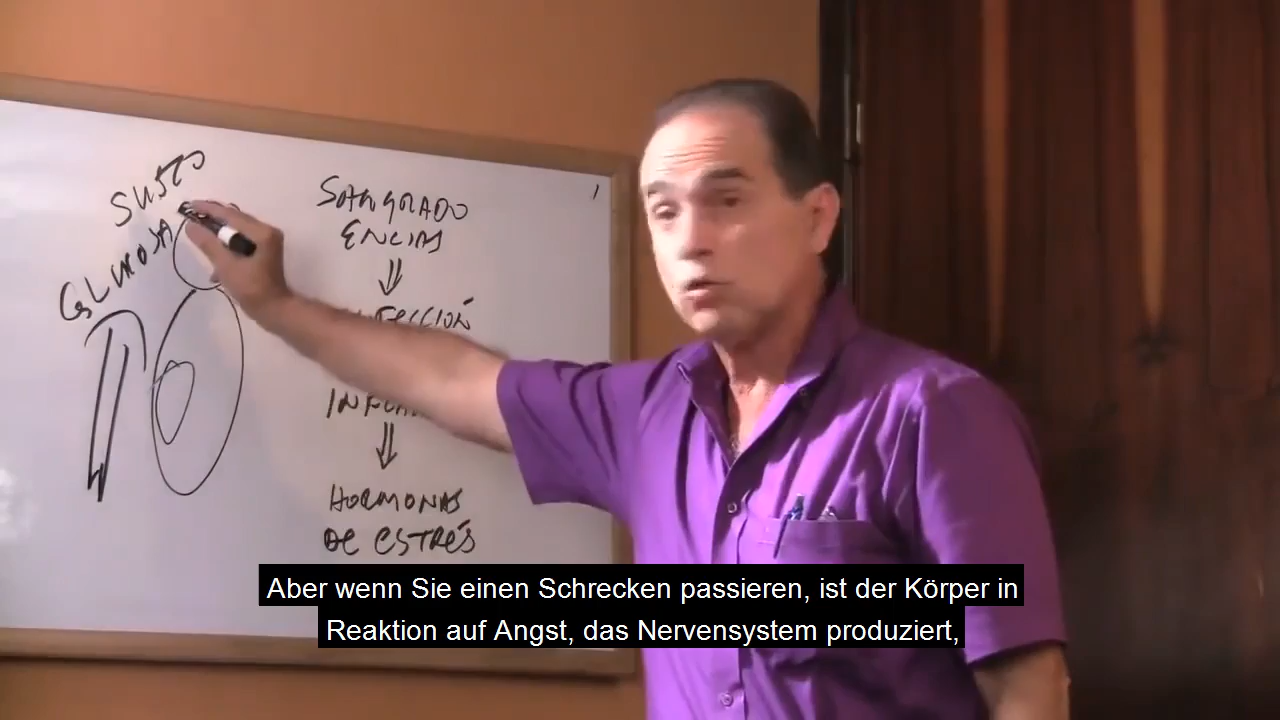 SUSTO
GLUCOSA
SANGRADO
ENCIAS
HORMONAS
DE ESTRÉS
Aber wenn Sie einen Schrecken passieren, ist der Körper in
Reaktion auf Angst, das Nervensystem produziert,